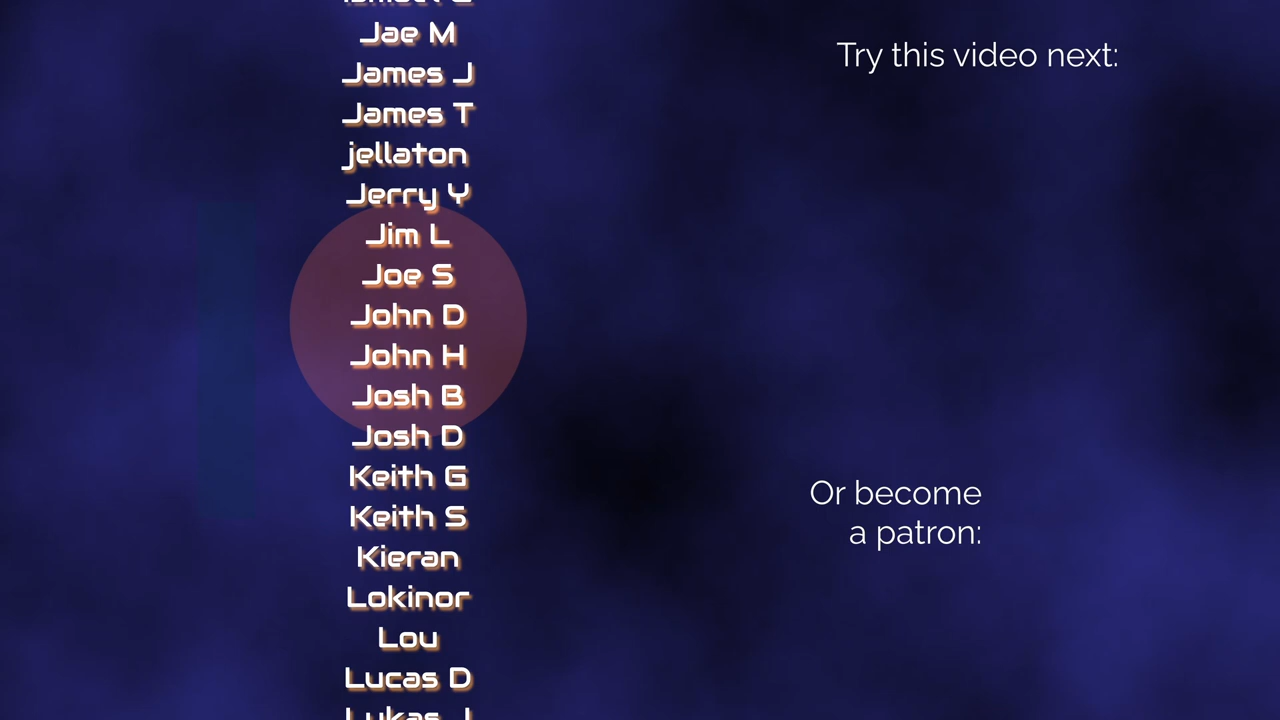 Jae M
James J
James T
jellaton
Jerry Y
Jim L
Joe S
John D
John H
Josh B
Josh D
Keith G
Keith S
Kieran
Lokinor
Lou
Lucas D
Lukas J
Try this video next:
Or become
a patron: